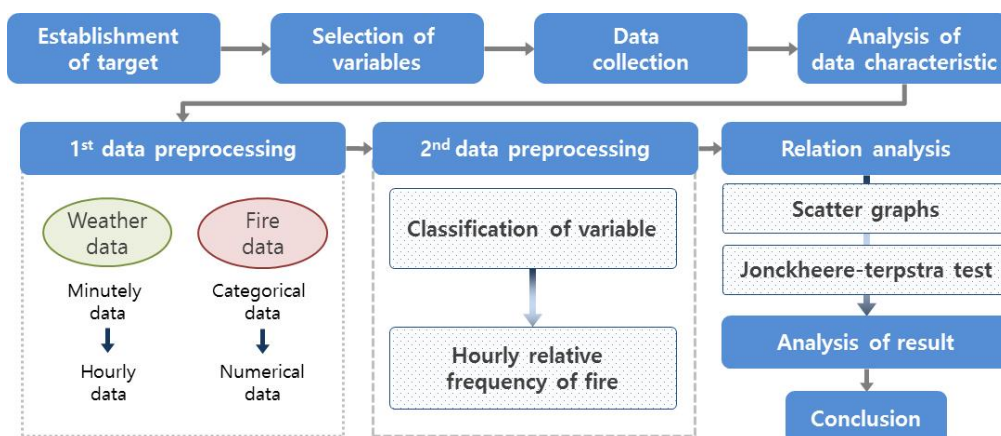 Establishment
of target
Selection of
variables
Data
collection
Analysis of
data characteristic
1st data preprocessing
2nd data preprocessing
Relation analysis
Weather
data
Fire
data
Minutely
data
Categorical
data
Hourly
data
Numerical
data
Classification of variable
Hourly relative
frequency of fire
Scatter graphs
Jonckheere-terpstra test
Analysis of result
Conclusion